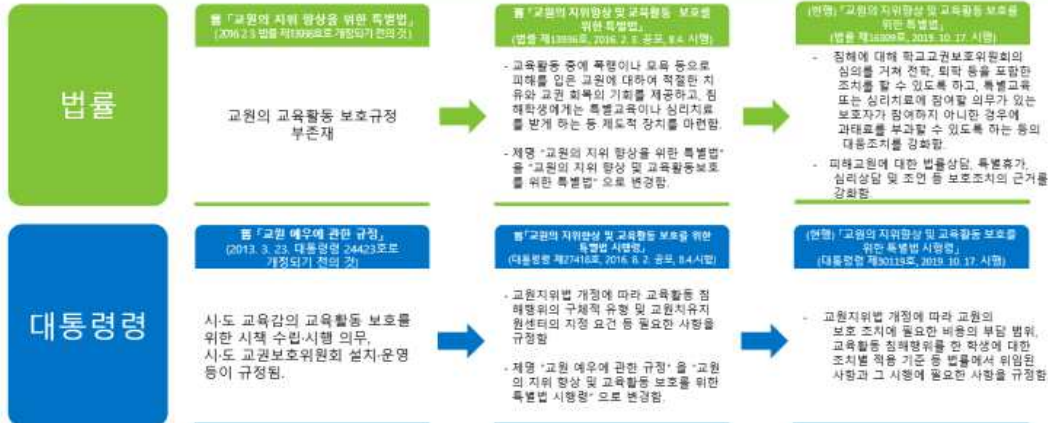 법률
舊「교원의 지위 향상을 위한 특별법」
(2016.2.3 법률 제13936호로 개정되기 전의 것)
교원의 교육활동 보호규정
부존재
舊「교원의 지위향상 및 교육활동 보호를
위한 특별법」
(법률 제13936호, 2016. 2. 3. 공포, 8.4. 시행)
- 교육활동 중에 폭행이나 모욕 등으로
피해를 입은 교원에 대하여 적절한 치
유와 교권 회복의 기회를 제공하고, 침
해학생에게는 특별교육이나 심리치료
를 받게 하는 등 제도적 장치를 마련함.
- 제명 “교원의 지위 향상을 위한 특별법”
을 “교원의 지위 향상 및 교육활동보호
를 위한 특별법” 으로 변경함.
(현행)「교원의 지위향상 및 교육활동 보호를
위한 특별법」
(법률 제16309호, 2019. 10. 17. 시행)
- 침해에 대해 학교교권보호위원회의
심의를 거쳐 전학, 퇴학 등을 포함한
조치를 할 수 있도록 하고, 특별교육
또는 심리치료에 참여할 의무가 있는
보호자가 참여하지 아니한 경우에
과태료를 부과할 수 있도록 하는 등의
대응조치를 강화함.
- 피해교원에 대한 법률상담, 특별휴가,
심리상담 및 조언 등 보호조치의 근거를
강화함
대통령령
舊「교원 예우에 관한 규정」
(2013. 3. 23. 대통령령 24423호로
개정되기 전의 것)
시·도 교육감의 교육활동 보호를
위한 시책 수립·시행 의무,
시·도 교권보호위원회 설치·운영
등이 규정됨.
舊「교원의 지위향상 및 교육활동 보호를 위한
특별법 시행령」
(대통령령 제27418호, 2016. 8. 2. 공포, 8.4.시행)
- 교원지위법 개정에 따라 교육활동 침
해행위의 구체적 유형 및 교원치유지
원센터의 지정 요건 등 필요한 사항을
규정함
- 제명 “교원 예우에 관한 규정” 을 “교원
의 지위 향상 및 교육활동 보호를 위한
특별법 시행령” 으로 변경함.
(현행)「교원의 지위향상 및 교육활동 보호를
위한 특별법 시행령」
(대통령령 제30119호, 2019. 10. 17. 시행)
- 교원지위법 개정에 따라 교원의
보호 조치에 필요한 비용의 부담 범위,
교육활동 침해행위를 한 학생에 대한
조치별 적용 기준 등 법률에서 위임된
사항과 그 시행에 필요한 사항을 규정함